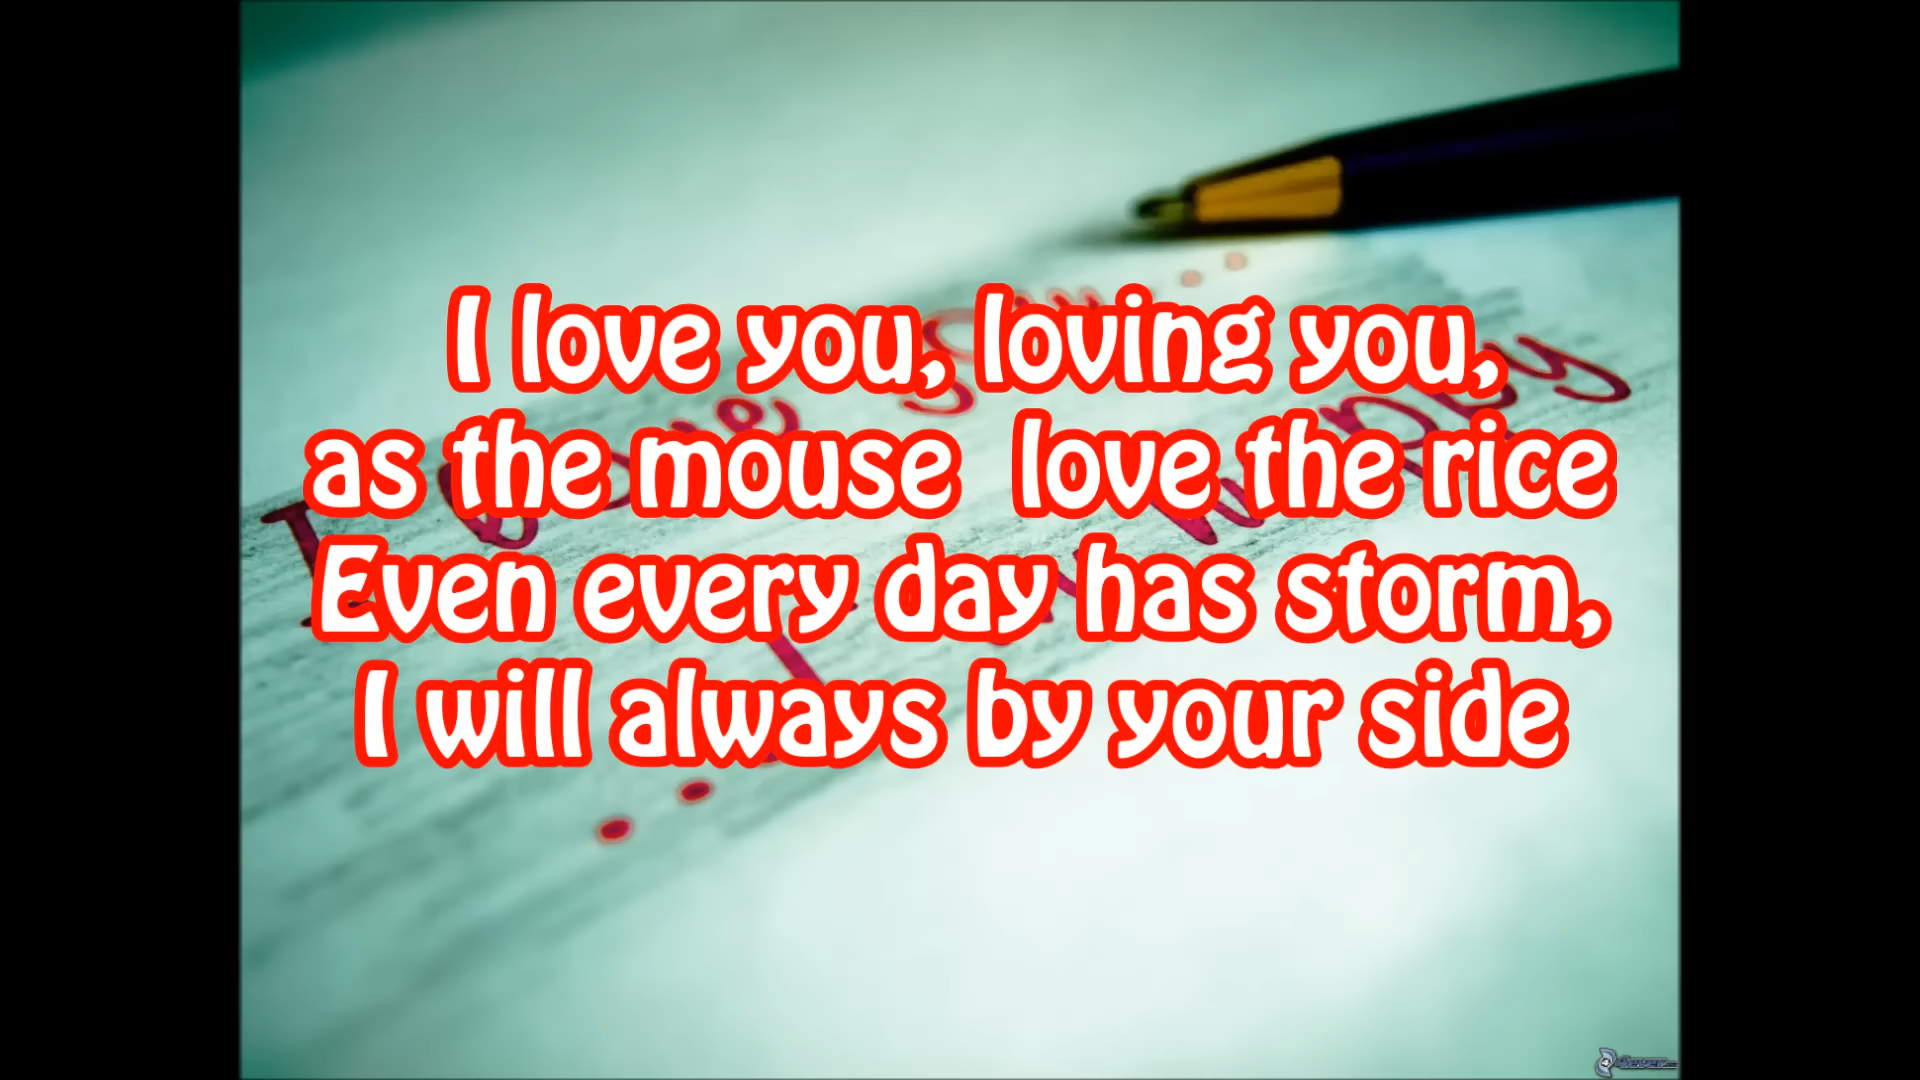 I love you, loving you,
as the mouse love the rice
Even every day has storm,
I will always by your side